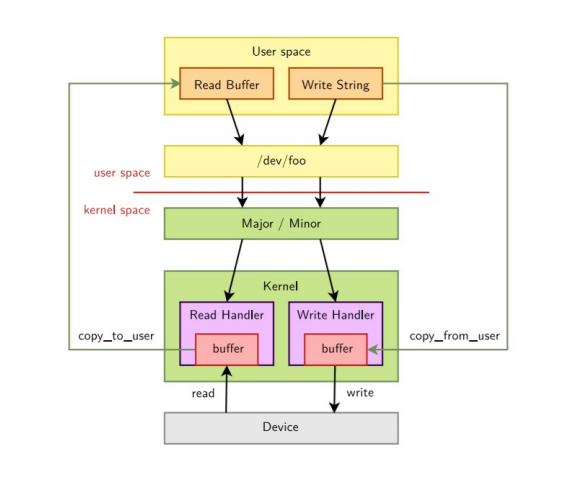 User space
Read Buffer
Write String
/dev/foo
user space
kernel space
Major / Minor
Kernel
Read Handler
Write Handler
copy_to_user
buffer
buffer
copy_from_user
read
write
Device